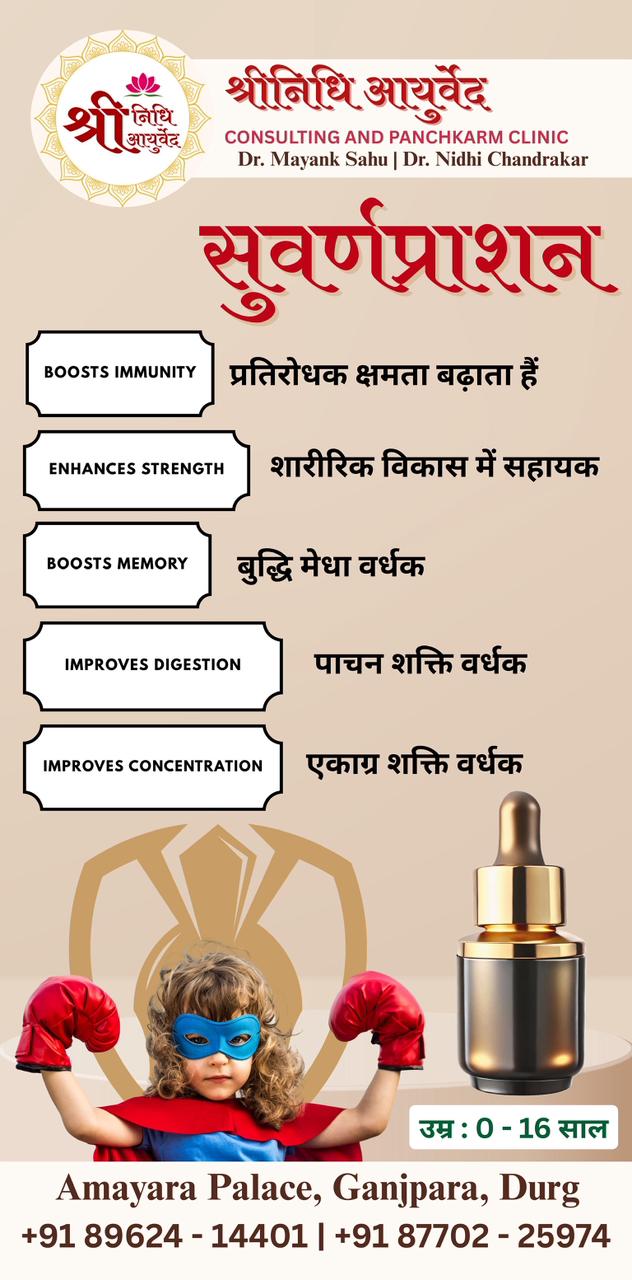 श्री निधि
आयुर्वेद
श्रीनिधि आयुर्वेद
CONSULTING AND PANCHKARM CLINIC
Dr. Mayank Sahu | Dr. Nidhi Chandrakar
सुवर्णप्राशन
BOOSTS IMMUNITY प्रतिरोधक क्षमता बढ़ाता हैं
ENHANCES STRENGTH शारीरिक विकास में सहायक
BOOSTS MEMORY बुद्धि मेधा वर्धक
IMPROVES DIGESTION पाचन शक्ति वर्धक
IMPROVES CONCENTRATION एकाग्र शक्ति वर्धक
उम्र : 0 - 16 साल
Amayara Palace, Ganjpara, Durg
+91 89624 - 14401 | +91 87702 - 25974